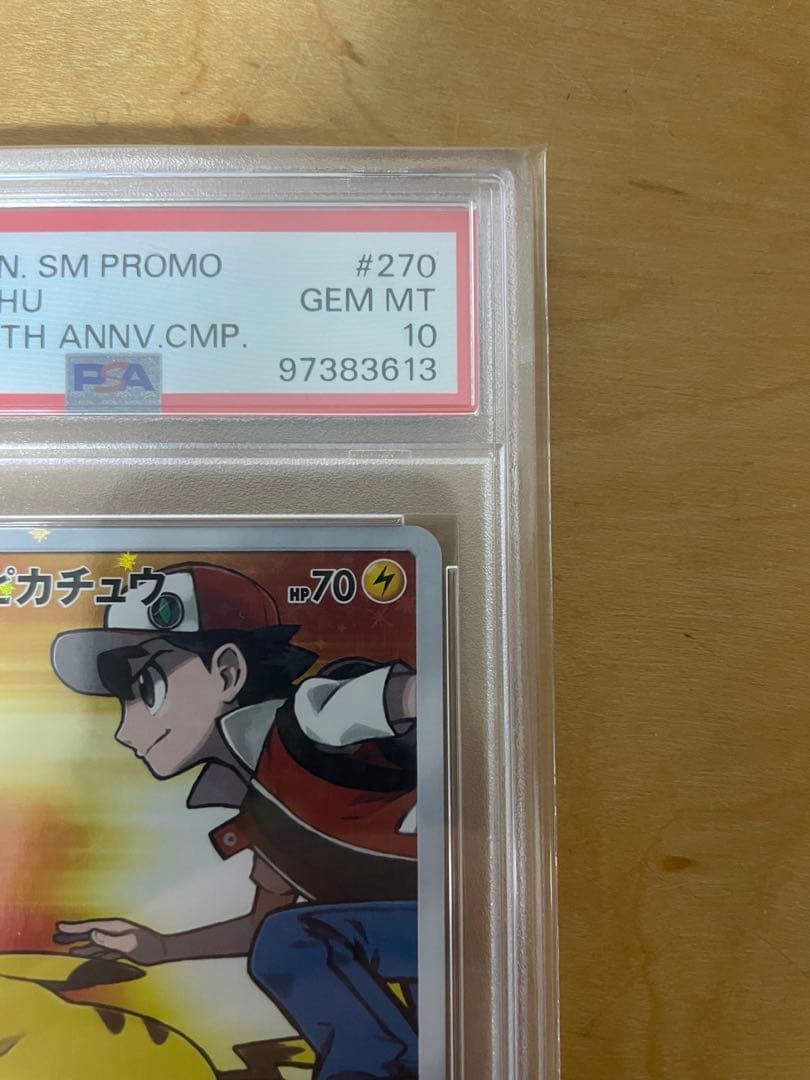 N. SM PROMO #270
HU GEM MT
TH ANNV.CMP. 10
PSA 97383613
ピカチュウ HP70